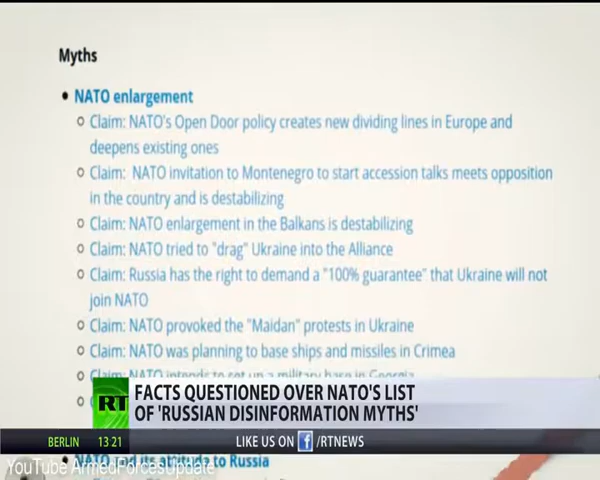 Myths
• NATO enlargement
Claim: NATO's Open Door policy creates new dividing lines in Europe and
deepens existing ones
Claim: NATO invitation to Montenegro to start accession talks meets opposition
in the country and is destabilizing
Claim: NATO enlargement in the Balkans is destabilizing
Claim: NATO tried to "drag" Ukraine into the Alliance
Claim: Russia has the right to demand a "100% guarantee" that Ukraine will not
join NATO
Claim: NATO provoked the "Maidan" protests in Ukraine
Claim: NATO was planning to base ships and missiles in Crimea
Claim: NATO intends to set up a military base in Georgia
RT
FACTS QUESTIONED OVER NATO'S LIST
OF 'RUSSIAN DISINFORMATION MYTHS'
BERLIN 13:21 LIKE US ON f /RTNEWS
• NATO and its attitude to Russia
YouTube ArmedForcesUpdate